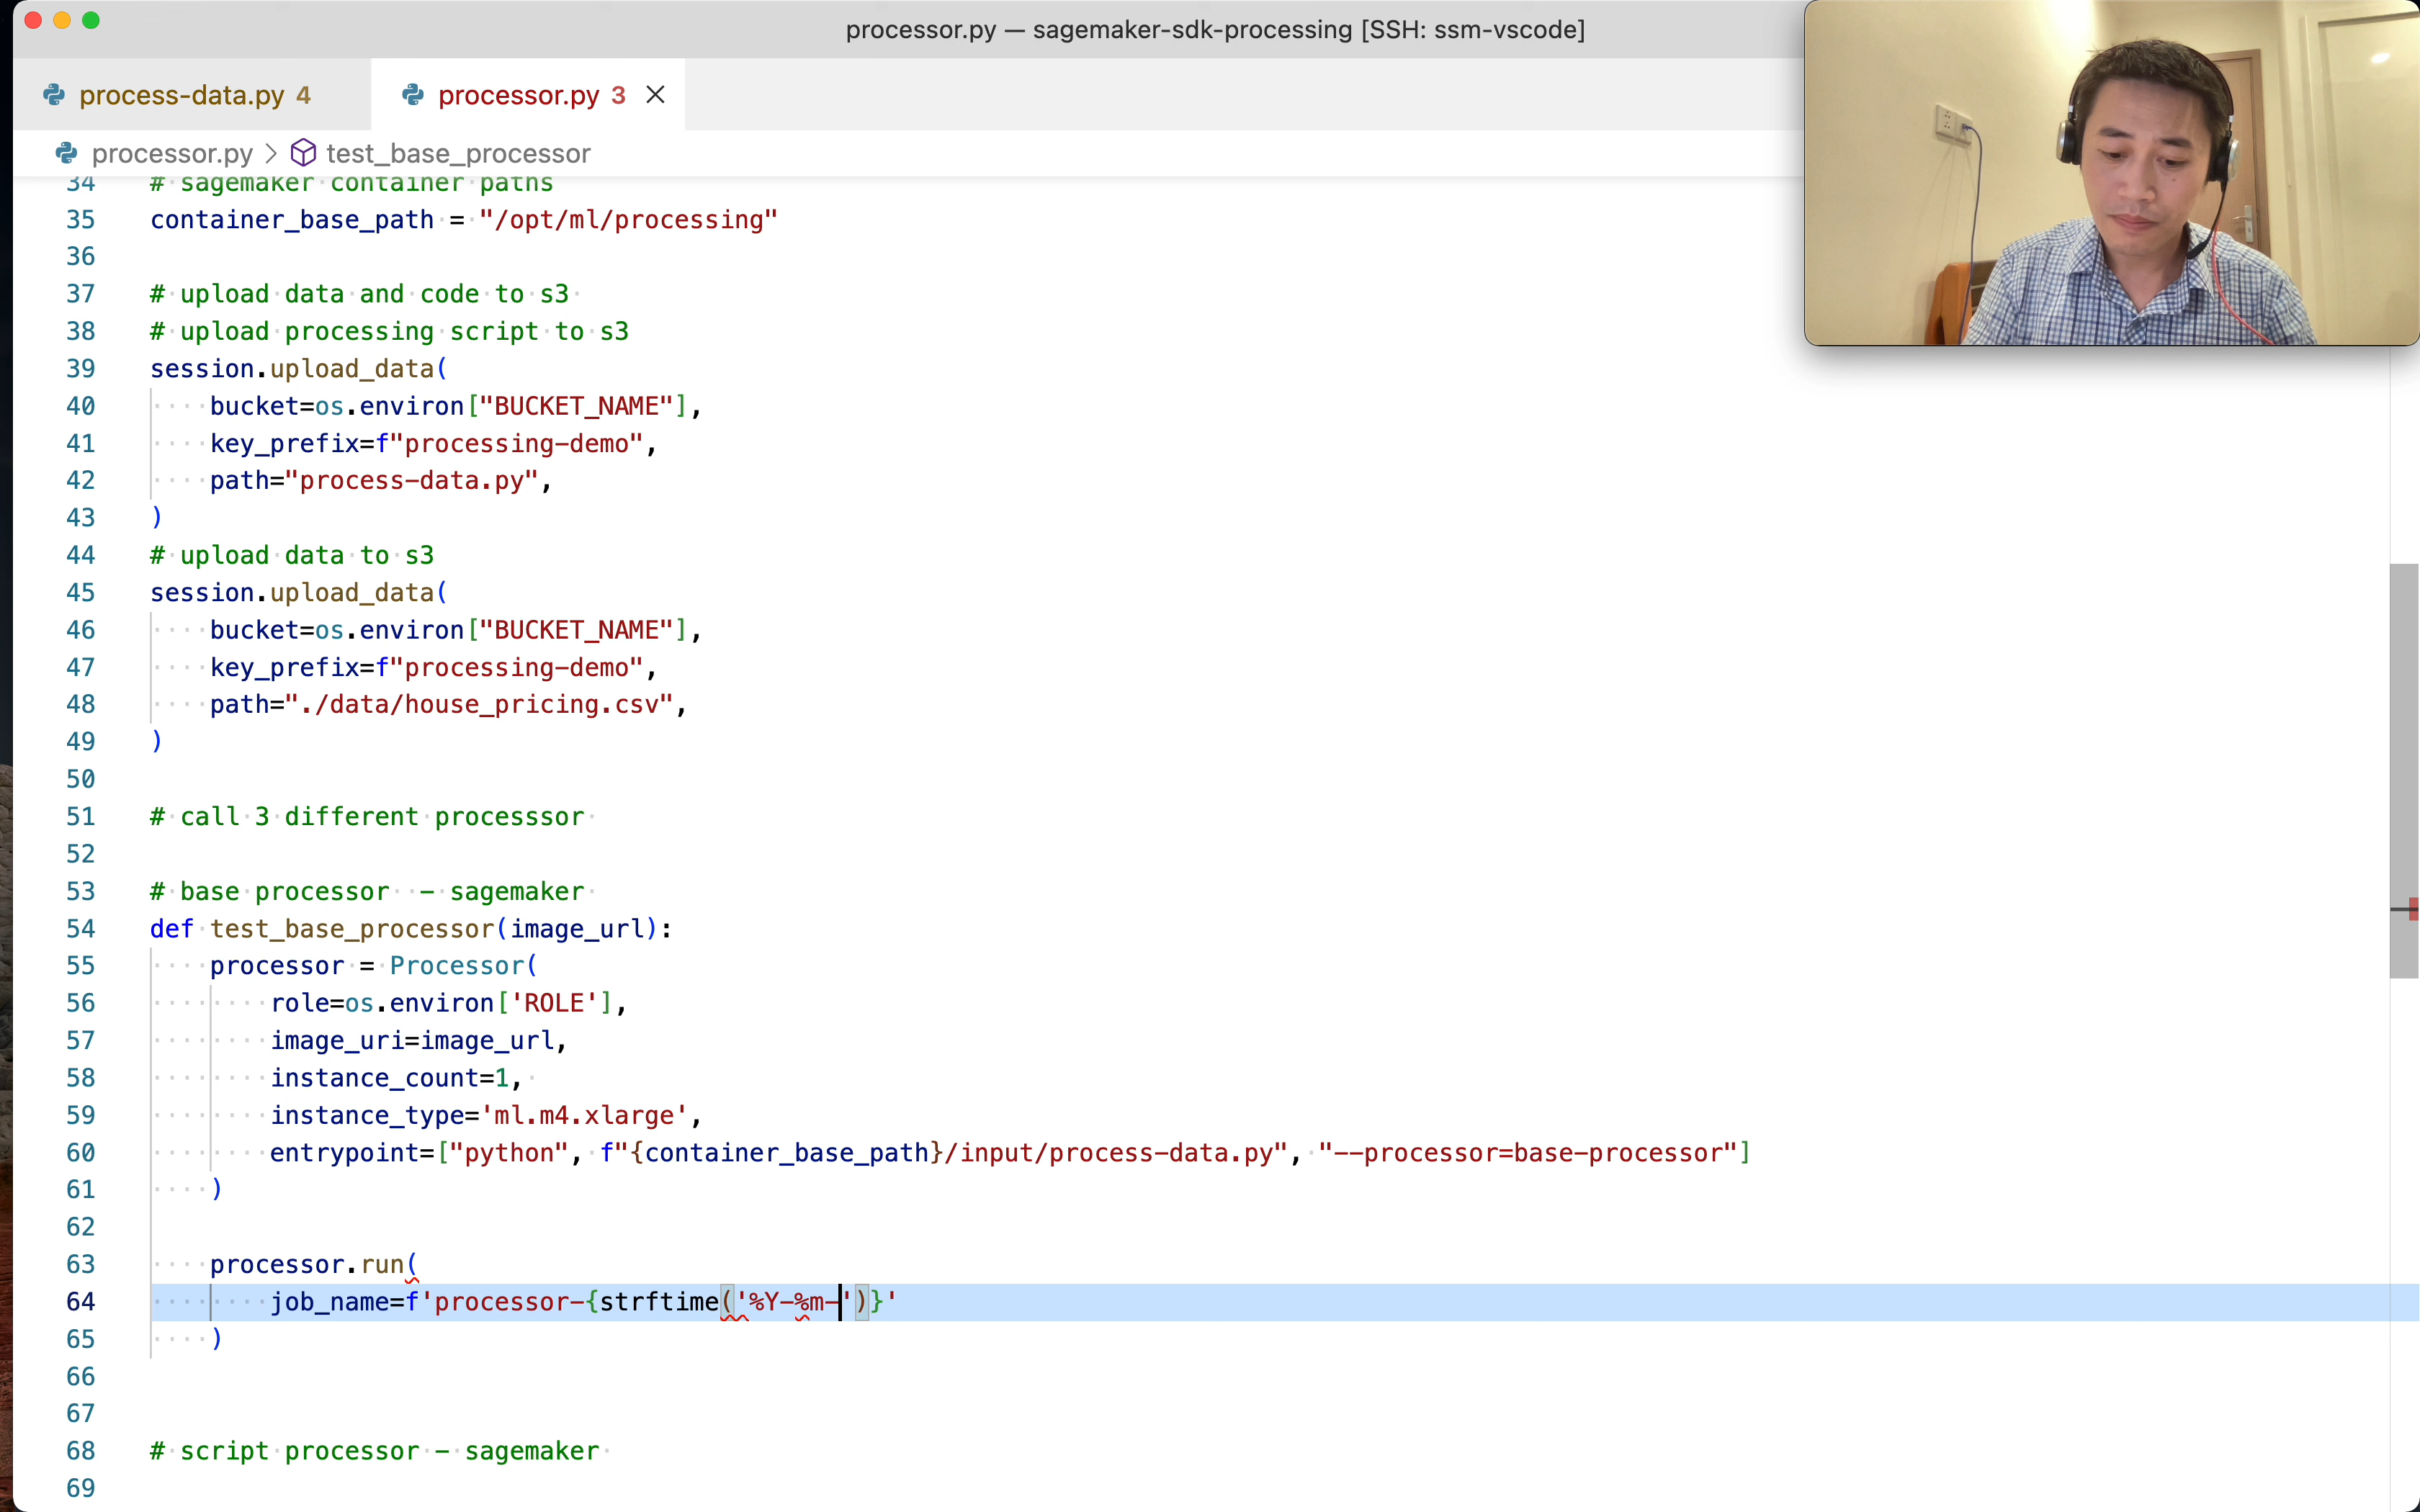 processor.py — sagemaker-sdk-processing [SSH: ssm-vscode]
process-data.py 4 processor.py 3
processor.py > test_base_processor
34 # sagemaker container paths
35 container_base_path = "/opt/ml/processing"
36
37 # upload data and code to s3
38 # upload processing script to s3
39 session.upload_data(
40     bucket=os.environ["BUCKET_NAME"],
41     key_prefix=f"processing-demo",
42     path="process-data.py",
43 )
44 # upload data to s3
45 session.upload_data(
46     bucket=os.environ["BUCKET_NAME"],
47     key_prefix=f"processing-demo",
48     path="./data/house_pricing.csv",
49 )
50
51 # call 3 different processsor
52
53 # base processor  - sagemaker
54 def test_base_processor(image_url):
55     processor = Processor(
56         role=os.environ['ROLE'],
57         image_uri=image_url,
58         instance_count=1,
59         instance_type='ml.m4.xlarge',
60         entrypoint=["python", f"{container_base_path}/input/process-data.py", "--processor=base-processor"]
61     )
62
63     processor.run(
64         job_name=f'processor-{strftime('%Y-%m-')}'
65     )
66
67
68 # script processor - sagemaker
69